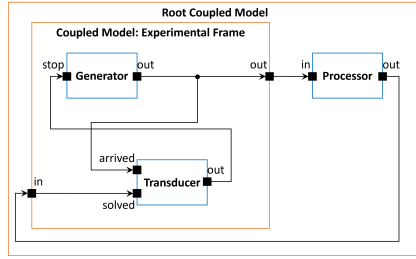 Root Coupled Model
Coupled Model: Experimental Frame
stop Generator out out in Processor out
arrived
in Transducer out
solved